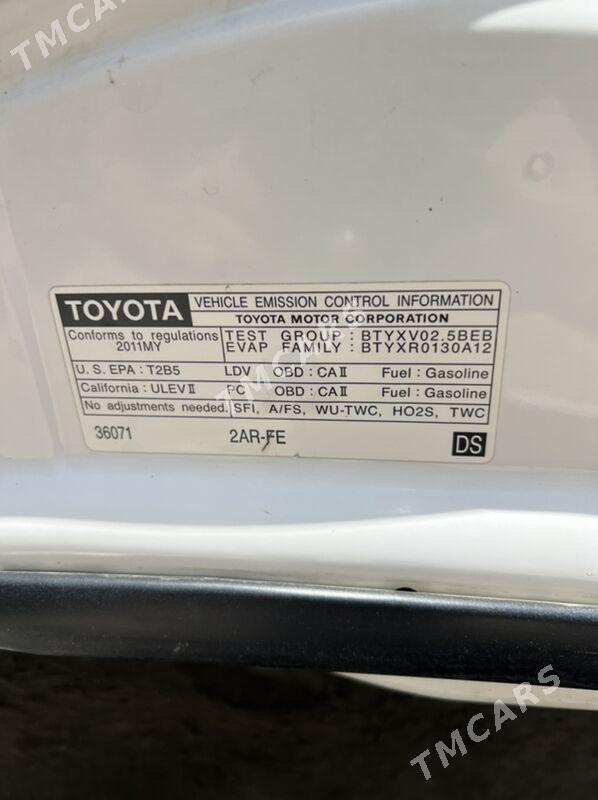 TMCARS
TOYOTA VEHICLE EMISSION CONTROL INFORMATION
TOYOTA MOTOR CORPORATION
Conforms to regulations
2011MY
TEST GROUP : BTYXV02.5BEB
EVAP FAMILY : BTYXR0130A12
U.S. EPA : T2B5 LDV OBD : CAⅡ Fuel : Gasoline
California : ULEVⅡ PC OBD : CAⅡ Fuel : Gasoline
No adjustments needed. SFI, A/FS, WU-TWC, HO2S, TWC
36071 2AR-FE DS
TMCARS
TMCARS